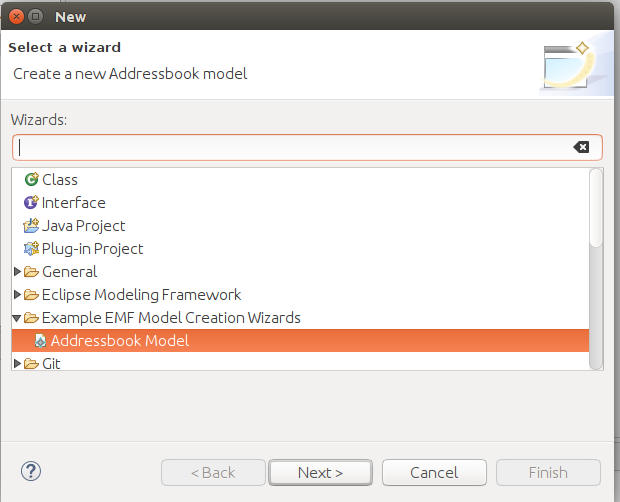 New
Select a wizard
Create a new Addressbook model
Wizards:
Class
Interface
Java Project
Plug-in Project
General
Eclipse Modeling Framework
Example EMF Model Creation Wizards
Addressbook Model
Git
< Back Next > Cancel Finish